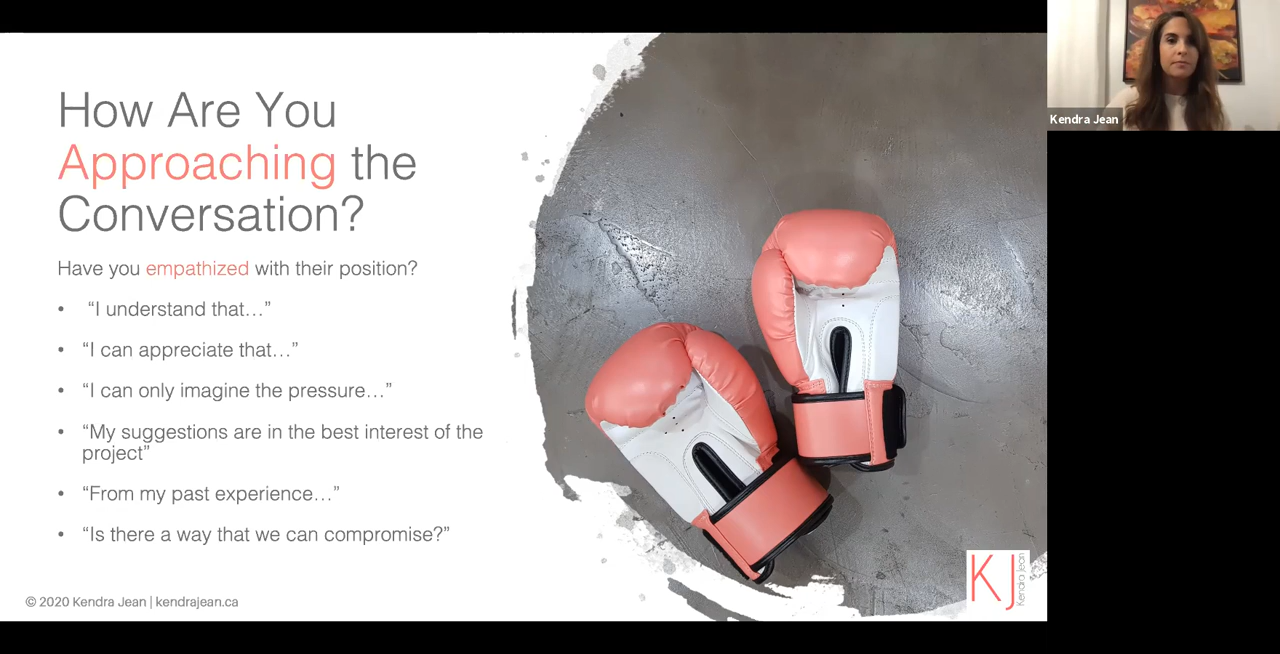 How Are You
Approaching the
Conversation?
Have you empathized with their position?
• “I understand that…”
• “I can appreciate that…”
• “I can only imagine the pressure…”
• “My suggestions are in the best interest of the
project”
• “From my past experience…”
• “Is there a way that we can compromise?”
© 2020 Kendra Jean | kendrajean.ca
KJ
Kendra Jean
Kendra Jean